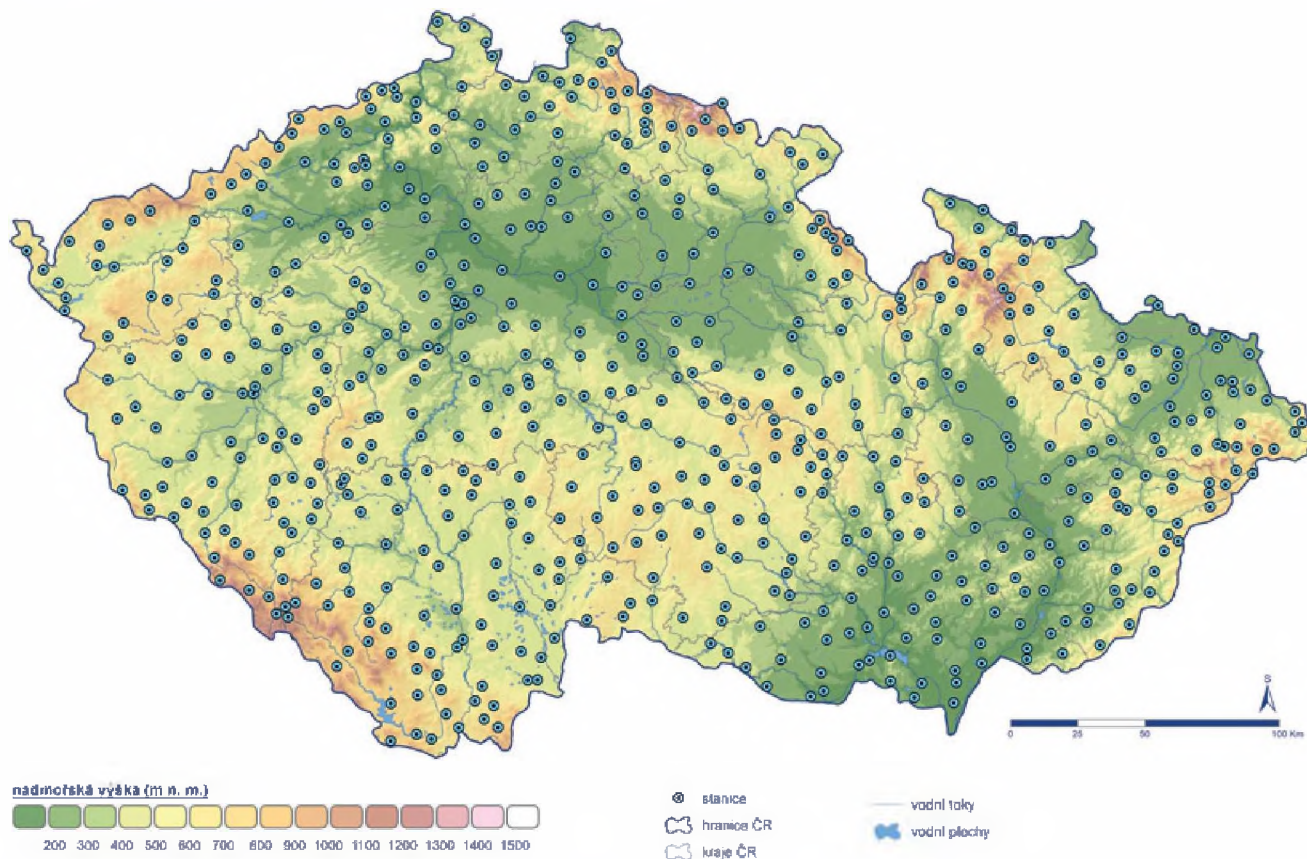 S
0 25 50 100 Km
nadmořská výška (m n. m.)
200 300 400 500 600 700 800 900 1000 1100 1200 1300 1400 1500
stanice
hranice ČR
kraje ČR
vodní toky
vodní plochy